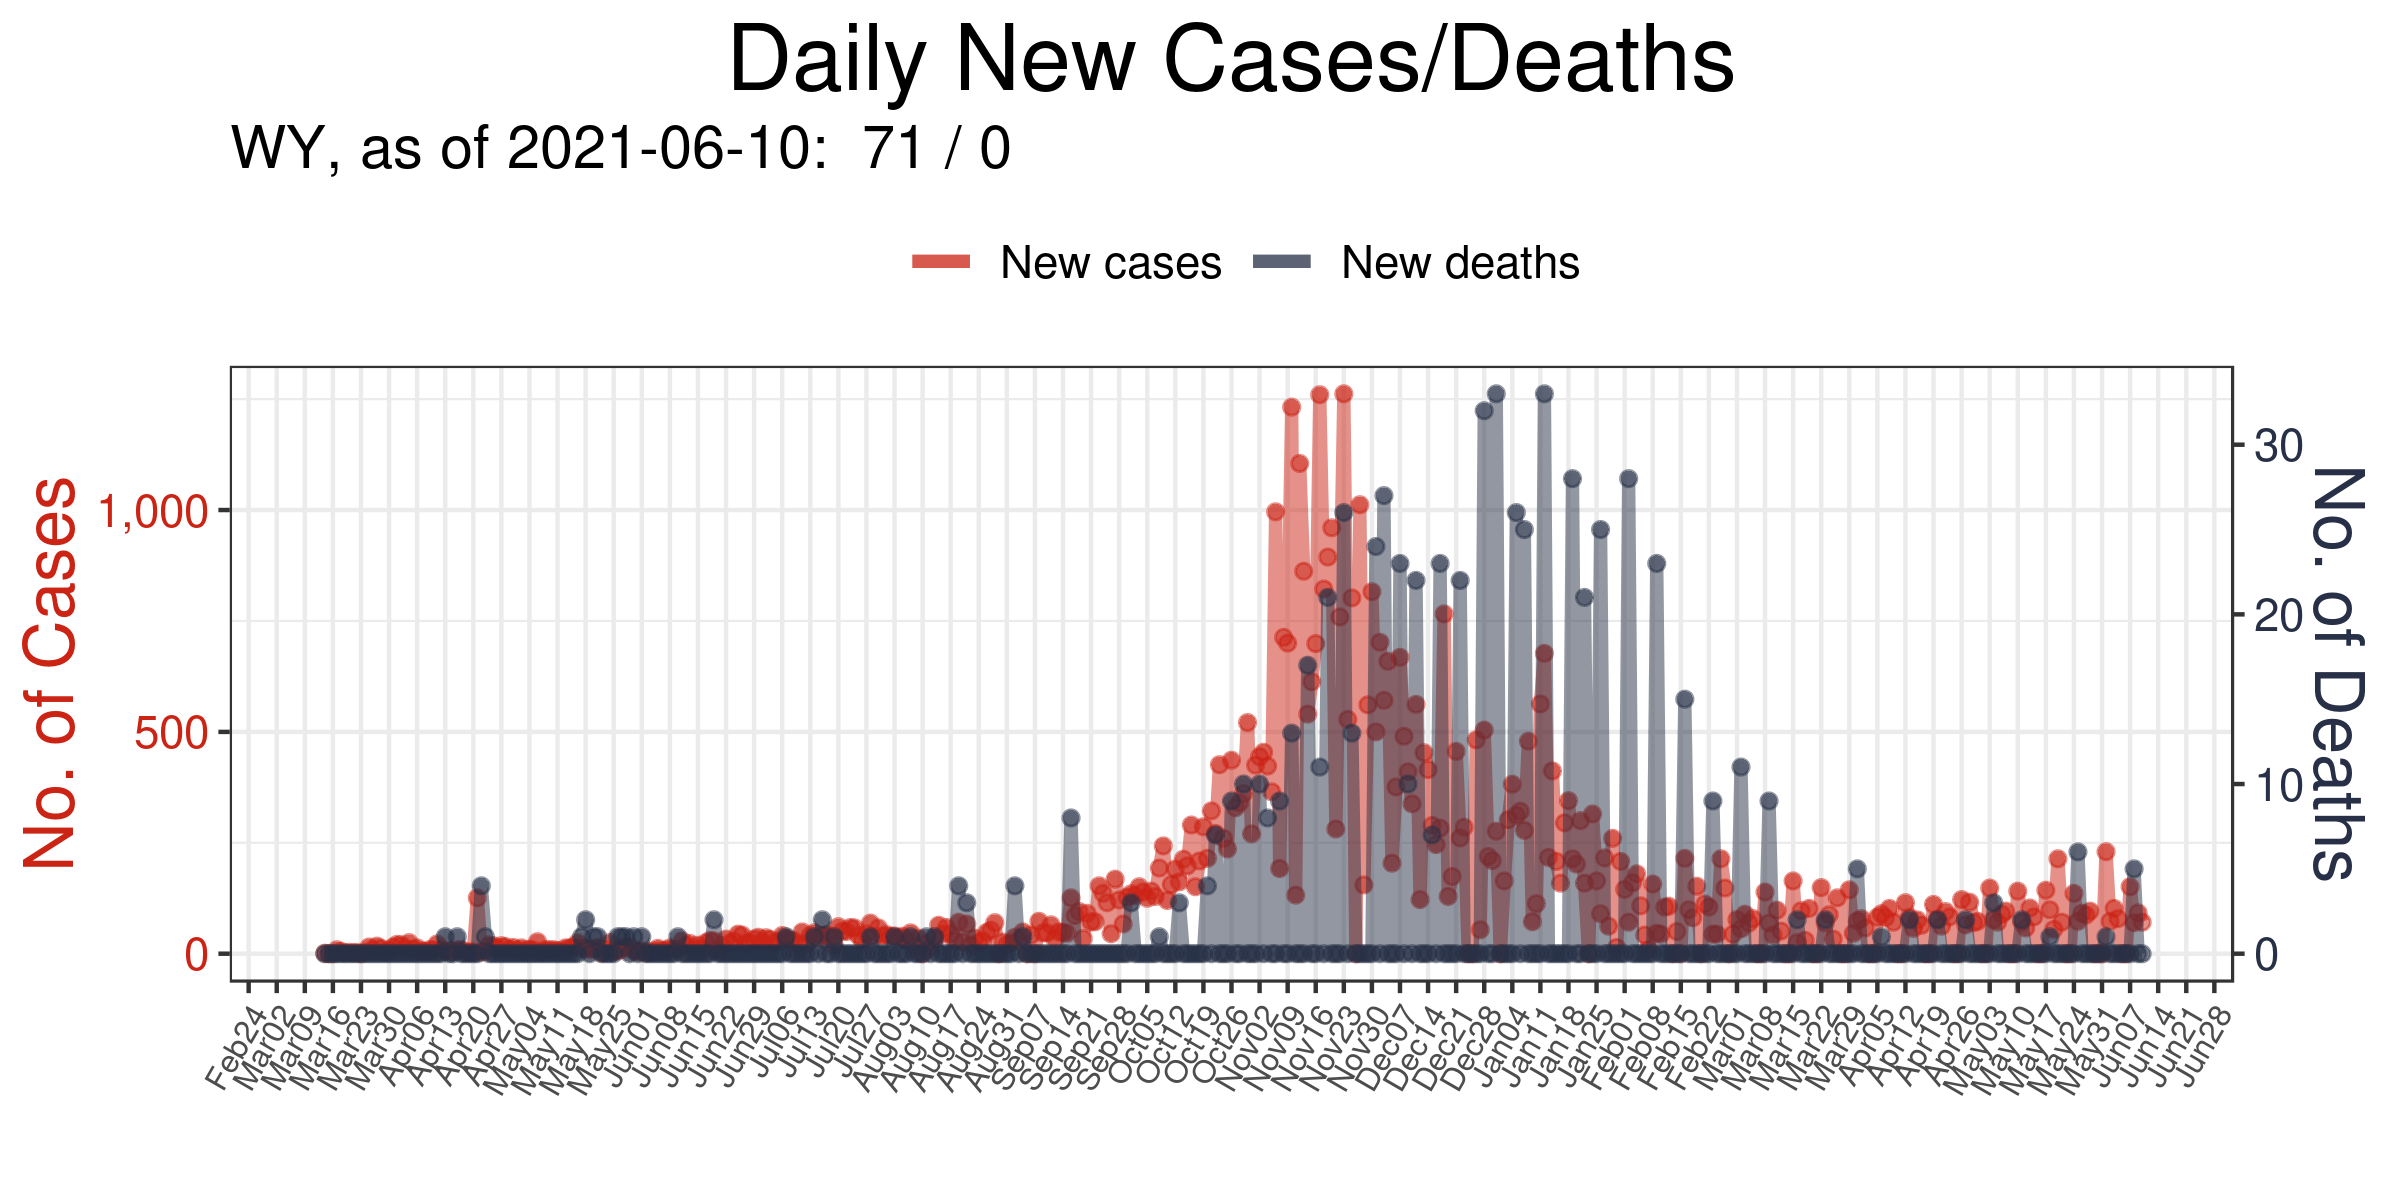 Daily New Cases/Deaths
WY, as of 2021-06-10:  71 / 0
New cases
New deaths
No. of Cases
1,000
500
0
30
20
10
0
No. of Deaths
Feb24
Mar02
Mar09
Mar16
Mar23
Mar30
Apr06
Apr13
Apr20
Apr27
May04
May11
May18
May25
Jun01
Jun08
Jun15
Jun22
Jun29
Jul06
Jul13
Jul20
Jul27
Aug03
Aug10
Aug17
Aug24
Aug31
Sep07
Sep14
Sep21
Sep28
Oct05
Oct12
Oct19
Oct26
Nov02
Nov09
Nov16
Nov23
Nov30
Dec07
Dec14
Dec21
Dec28
Jan04
Jan11
Jan18
Jan25
Feb01
Feb08
Feb15
Feb22
Mar01
Mar08
Mar15
Mar22
Mar29
Apr05
Apr12
Apr19
Apr26
May03
May10
May17
May24
May31
Jun07
Jun14
Jun21
Jun28